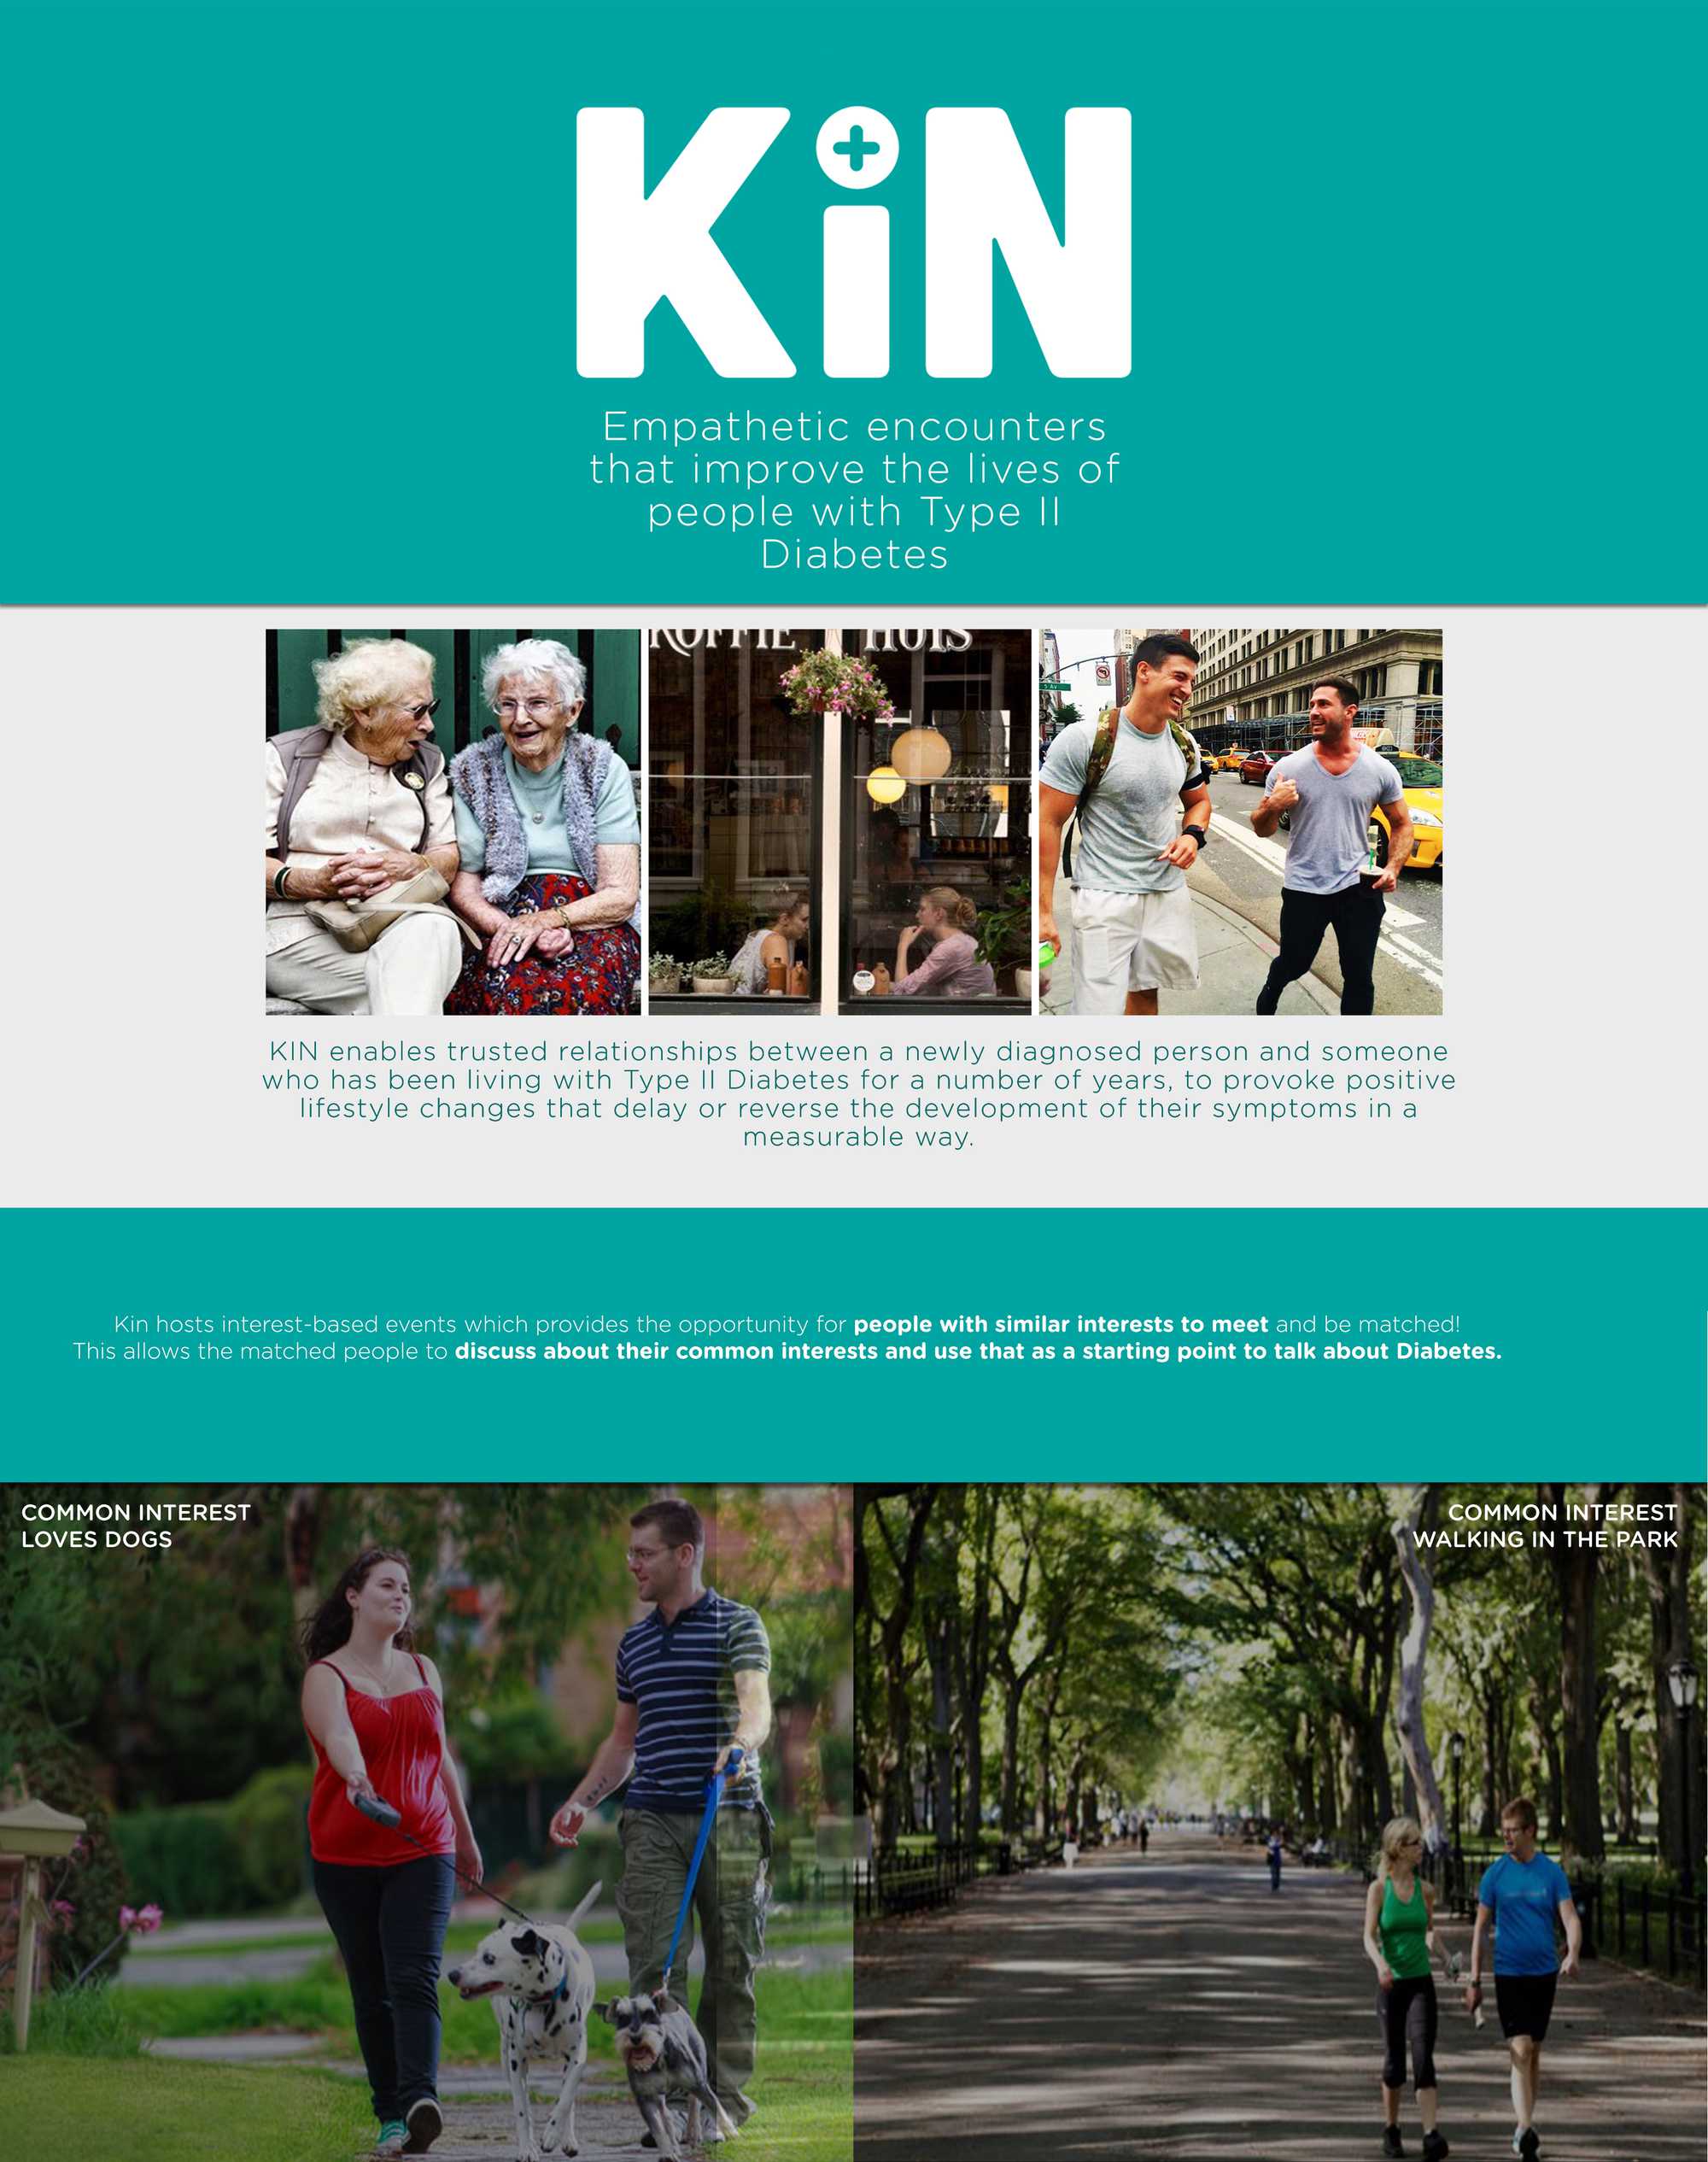 KiN
Empathetic encounters
that improve the lives of
people with Type II
Diabetes
KOFFIE HUIS
5 AV
KIN enables trusted relationships between a newly diagnosed person and someone
who has been living with Type II Diabetes for a number of years, to provoke positive
lifestyle changes that delay or reverse the development of their symptoms in a
measurable way.
Kin hosts interest-based events which provides the opportunity for people with similar interests to meet and be matched!
This allows the matched people to discuss about their common interests and use that as a starting point to talk about Diabetes.
COMMON INTEREST
LOVES DOGS
COMMON INTEREST
WALKING IN THE PARK